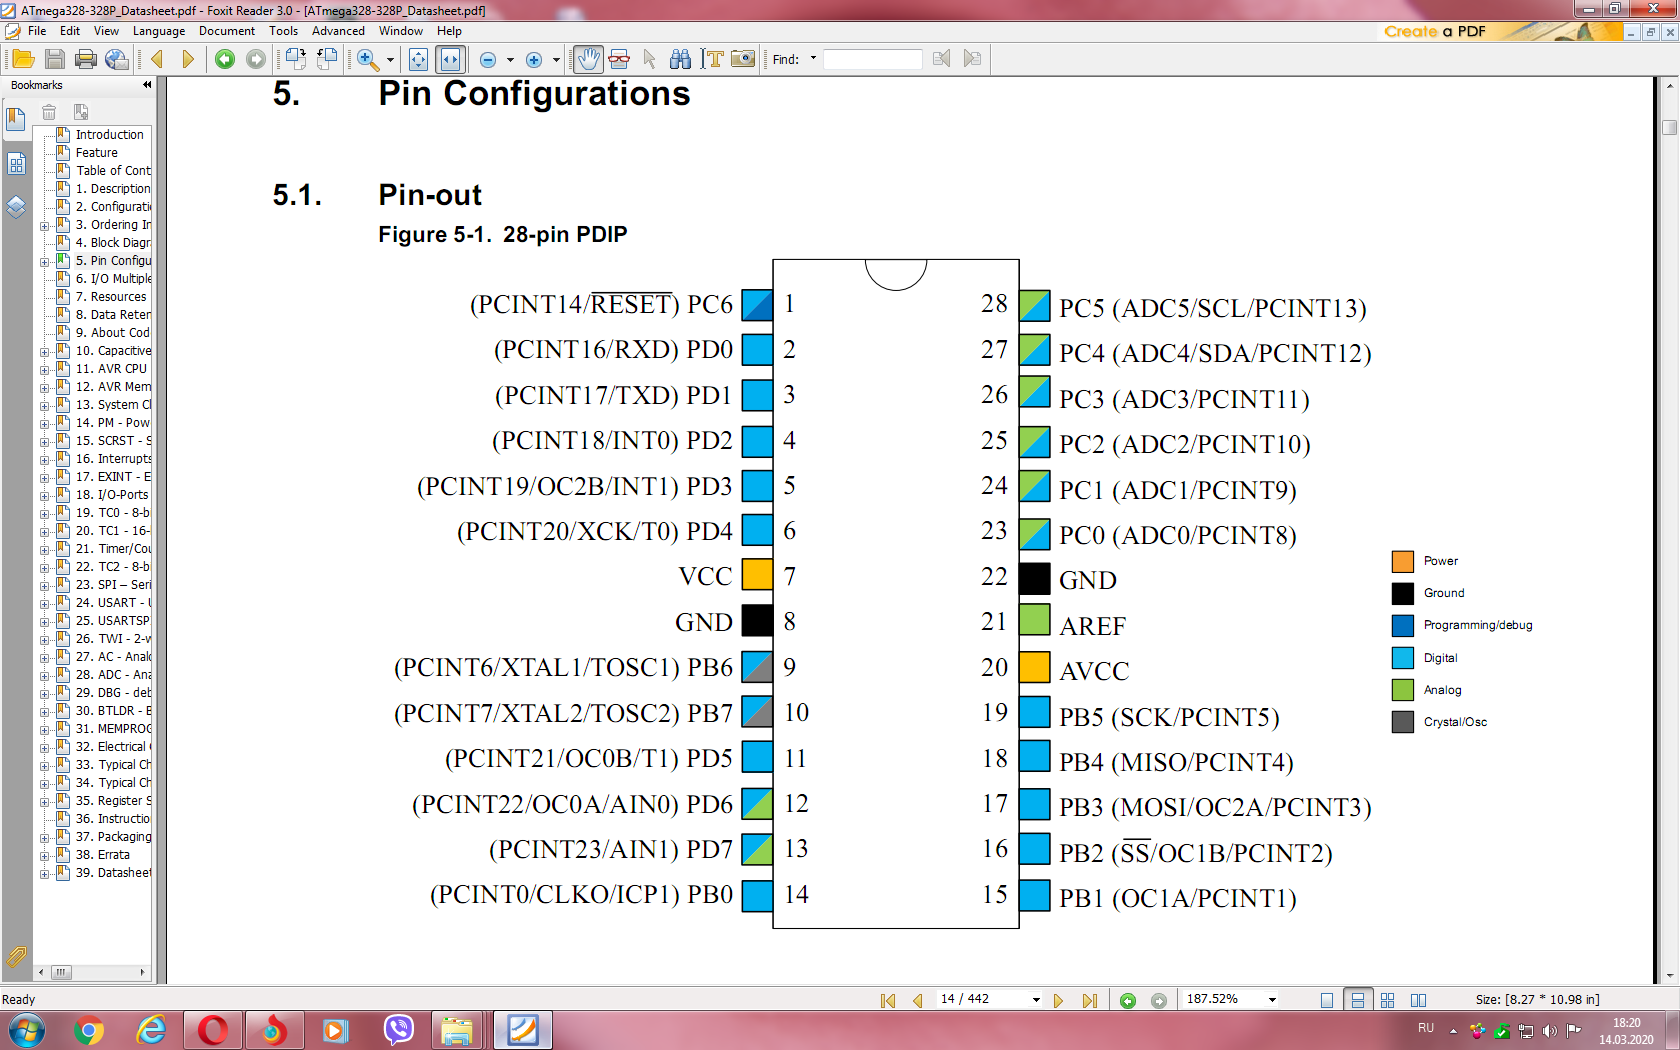 ATmega328-328P_Datasheet.pdf - Foxit Reader 3.0 - [ATmega328-328P_Datasheet.pdf]
File Edit View Language Document Tools Advanced Window Help
Create a PDF
Find:
Bookmarks
Introduction
Feature
Table of Cont
1. Description
2. Configurati
3. Ordering In
4. Block Diagr
5. Pin Configu
6. I/O Multiple
7. Resources
8. Data Reten
9. About Cod
10. Capacitive
11. AVR CPU
12. AVR Mem
13. System Cl
14. PM - Pow
15. SCRST - S
16. Interrupts
17. EXINT - E
18. I/O-Ports
19. TC0 - 8-b
20. TC1 - 16-
21. Timer/Cou
22. TC2 - 8-b
23. SPI – Seri
24. USART - U
25. USARTSP
26. TWI - 2-w
27. AC - Anal
28. ADC - Ana
29. DBG - deb
30. BTLDR - B
31. MEMPROG
32. Electrical
33. Typical Ch
34. Typical Ch
35. Register S
36. Instructio
37. Packaging
38. Errata
39. Datasheet
5. Pin Configurations
5.1. Pin-out
Figure 5-1. 28-pin PDIP
(PCINT14/RESET) PC6 1 28 PC5 (ADC5/SCL/PCINT13)
(PCINT16/RXD) PD0 2 27 PC4 (ADC4/SDA/PCINT12)
(PCINT17/TXD) PD1 3 26 PC3 (ADC3/PCINT11)
(PCINT18/INT0) PD2 4 25 PC2 (ADC2/PCINT10)
(PCINT19/OC2B/INT1) PD3 5 24 PC1 (ADC1/PCINT9)
(PCINT20/XCK/T0) PD4 6 23 PC0 (ADC0/PCINT8)
VCC 7 22 GND
GND 8 21 AREF
(PCINT6/XTAL1/TOSC1) PB6 9 20 AVCC
(PCINT7/XTAL2/TOSC2) PB7 10 19 PB5 (SCK/PCINT5)
(PCINT21/OC0B/T1) PD5 11 18 PB4 (MISO/PCINT4)
(PCINT22/OC0A/AIN0) PD6 12 17 PB3 (MOSI/OC2A/PCINT3)
(PCINT23/AIN1) PD7 13 16 PB2 (SS/OC1B/PCINT2)
(PCINT0/CLKO/ICP1) PB0 14 15 PB1 (OC1A/PCINT1)
Power
Ground
Programming/debug
Digital
Analog
Crystal/Osc
Ready 14 / 442 187.52% Size: [8.27 * 10.98 in]
RU 18:20
14.03.2020